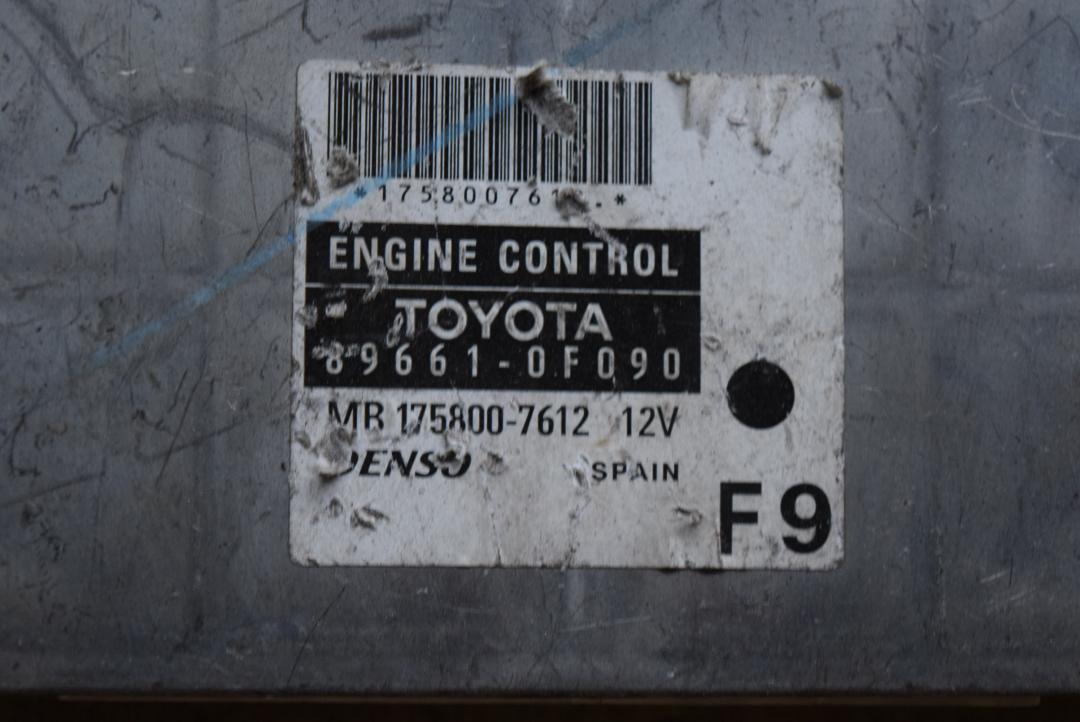 *175800761
ENGINE CONTROL
TOYOTA
89661-0F090
MB 175800-7612 12V
DENSO SPAIN
F9